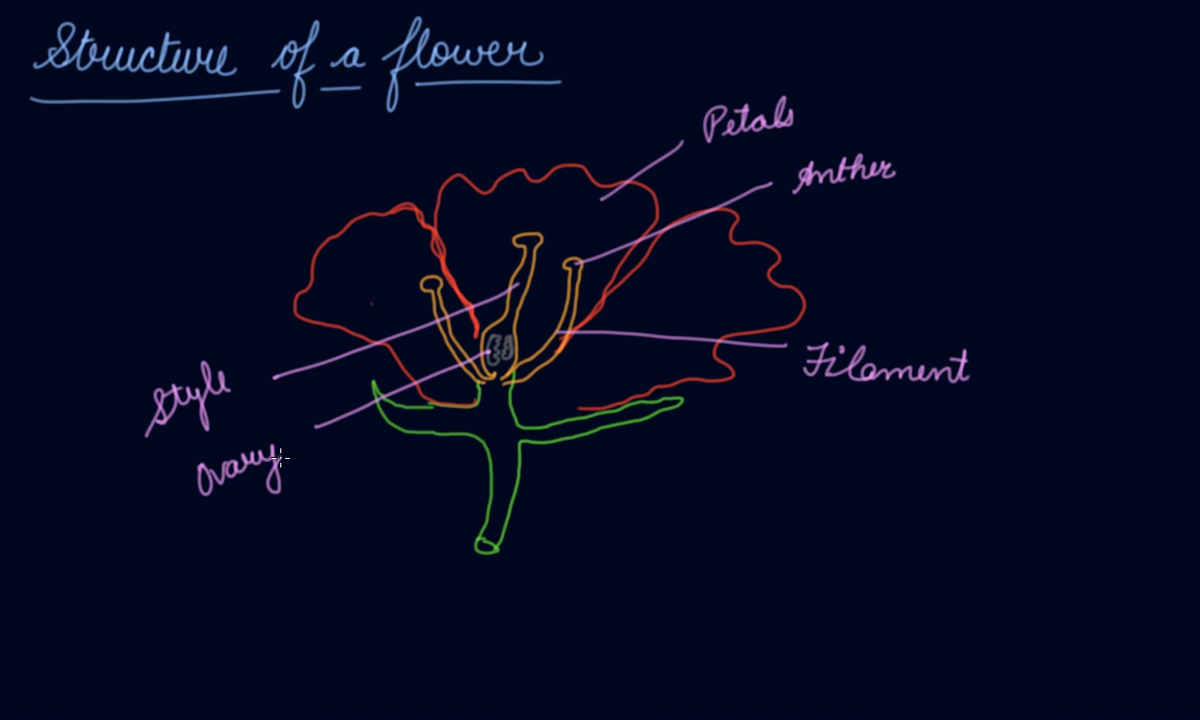 Structure of a flower
Petals
Anther
Filament
Style
Ovary